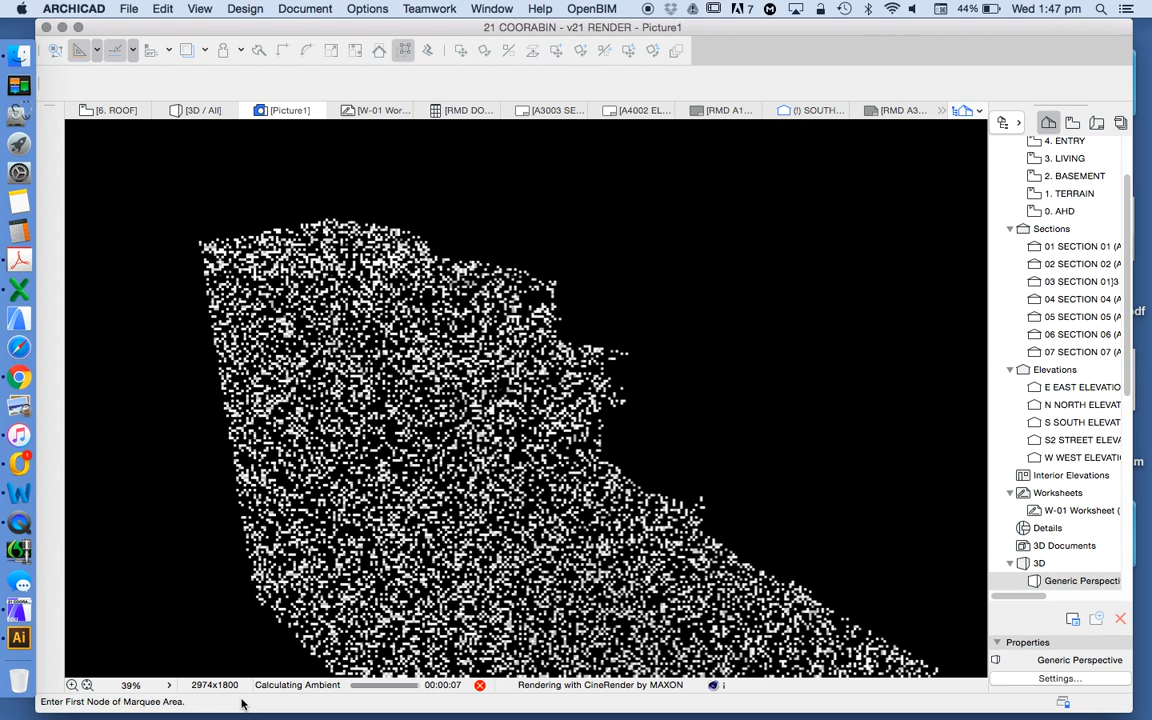 ARCHICAD File Edit View Design Document Options Teamwork Window Help OpenBIM 7 44% Wed 1:47 pm
21 COORABIN - v21 RENDER - Picture1
[6. ROOF] [3D / All] [Picture1] [W-01 Wor... [RMD DO... [A3003 SE... [A4002 EL... [RMD A1... (!) SOUTH... [RMD A3...
4. ENTRY
3. LIVING
2. BASEMENT
1. TERRAIN
0. AHD
Sections
01 SECTION 01 (A
02 SECTION 02 (A
03 SECTION 01)3
04 SECTION 04 (A
05 SECTION 05 (A
06 SECTION 06 (A
07 SECTION 07 (A
Elevations
E EAST ELEVATIO
N NORTH ELEVAT
S SOUTH ELEVAT
S2 STREET ELEVA
W WEST ELEVATI
Interior Elevations
Worksheets
W-01 Worksheet (
Details
3D Documents
3D
Generic Perspecti
Properties
Generic Perspective
Settings...
39% 2974x1800 Calculating Ambient 00:00:07 Rendering with CineRender by MAXON
Enter First Node of Marquee Area.